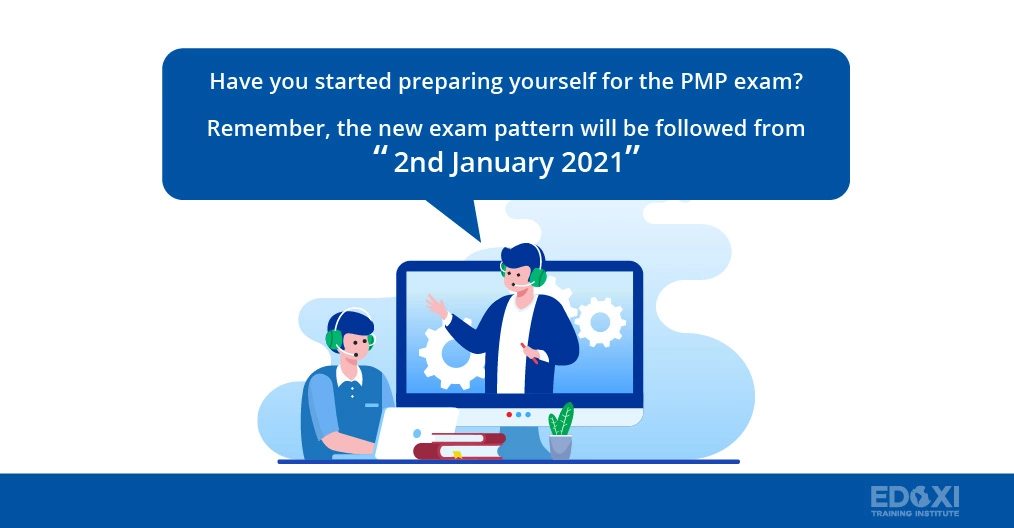 Have you started preparing yourself for the PMP exam?
Remember, the new exam pattern will be followed from
“ 2nd January 2021”
EDOXI
TRAINING INSTITUTE